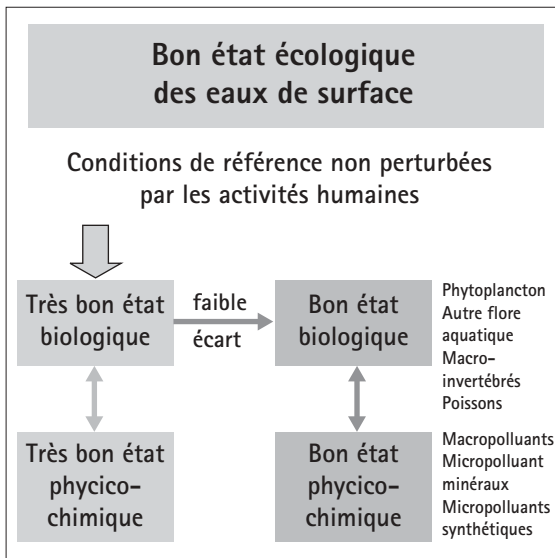 Bon état écologique
des eaux de surface
Conditions de référence non perturbées
par les activités humaines
Très bon état
biologique
faible
écart
Bon état
biologique
Phytoplancton
Autre flore
aquatique
Macro-
invertébrés
Poissons
Très bon état
phycico-
chimique
Bon état
phycico-
chimique
Macropolluants
Micropolluant
minéraux
Micropolluants
synthétiques